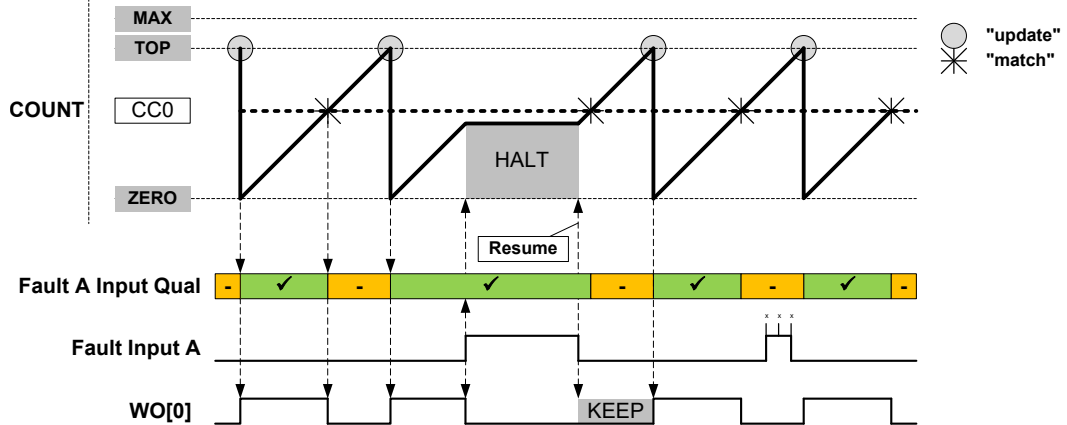 MAX
"update"
TOP
"match"
COUNT
CC0
HALT
ZERO
Resume
Fault A Input Qual
- ✓ - ✓ - ✓ - ✓ -
x x x
Fault Input A
WO[0]
KEEP